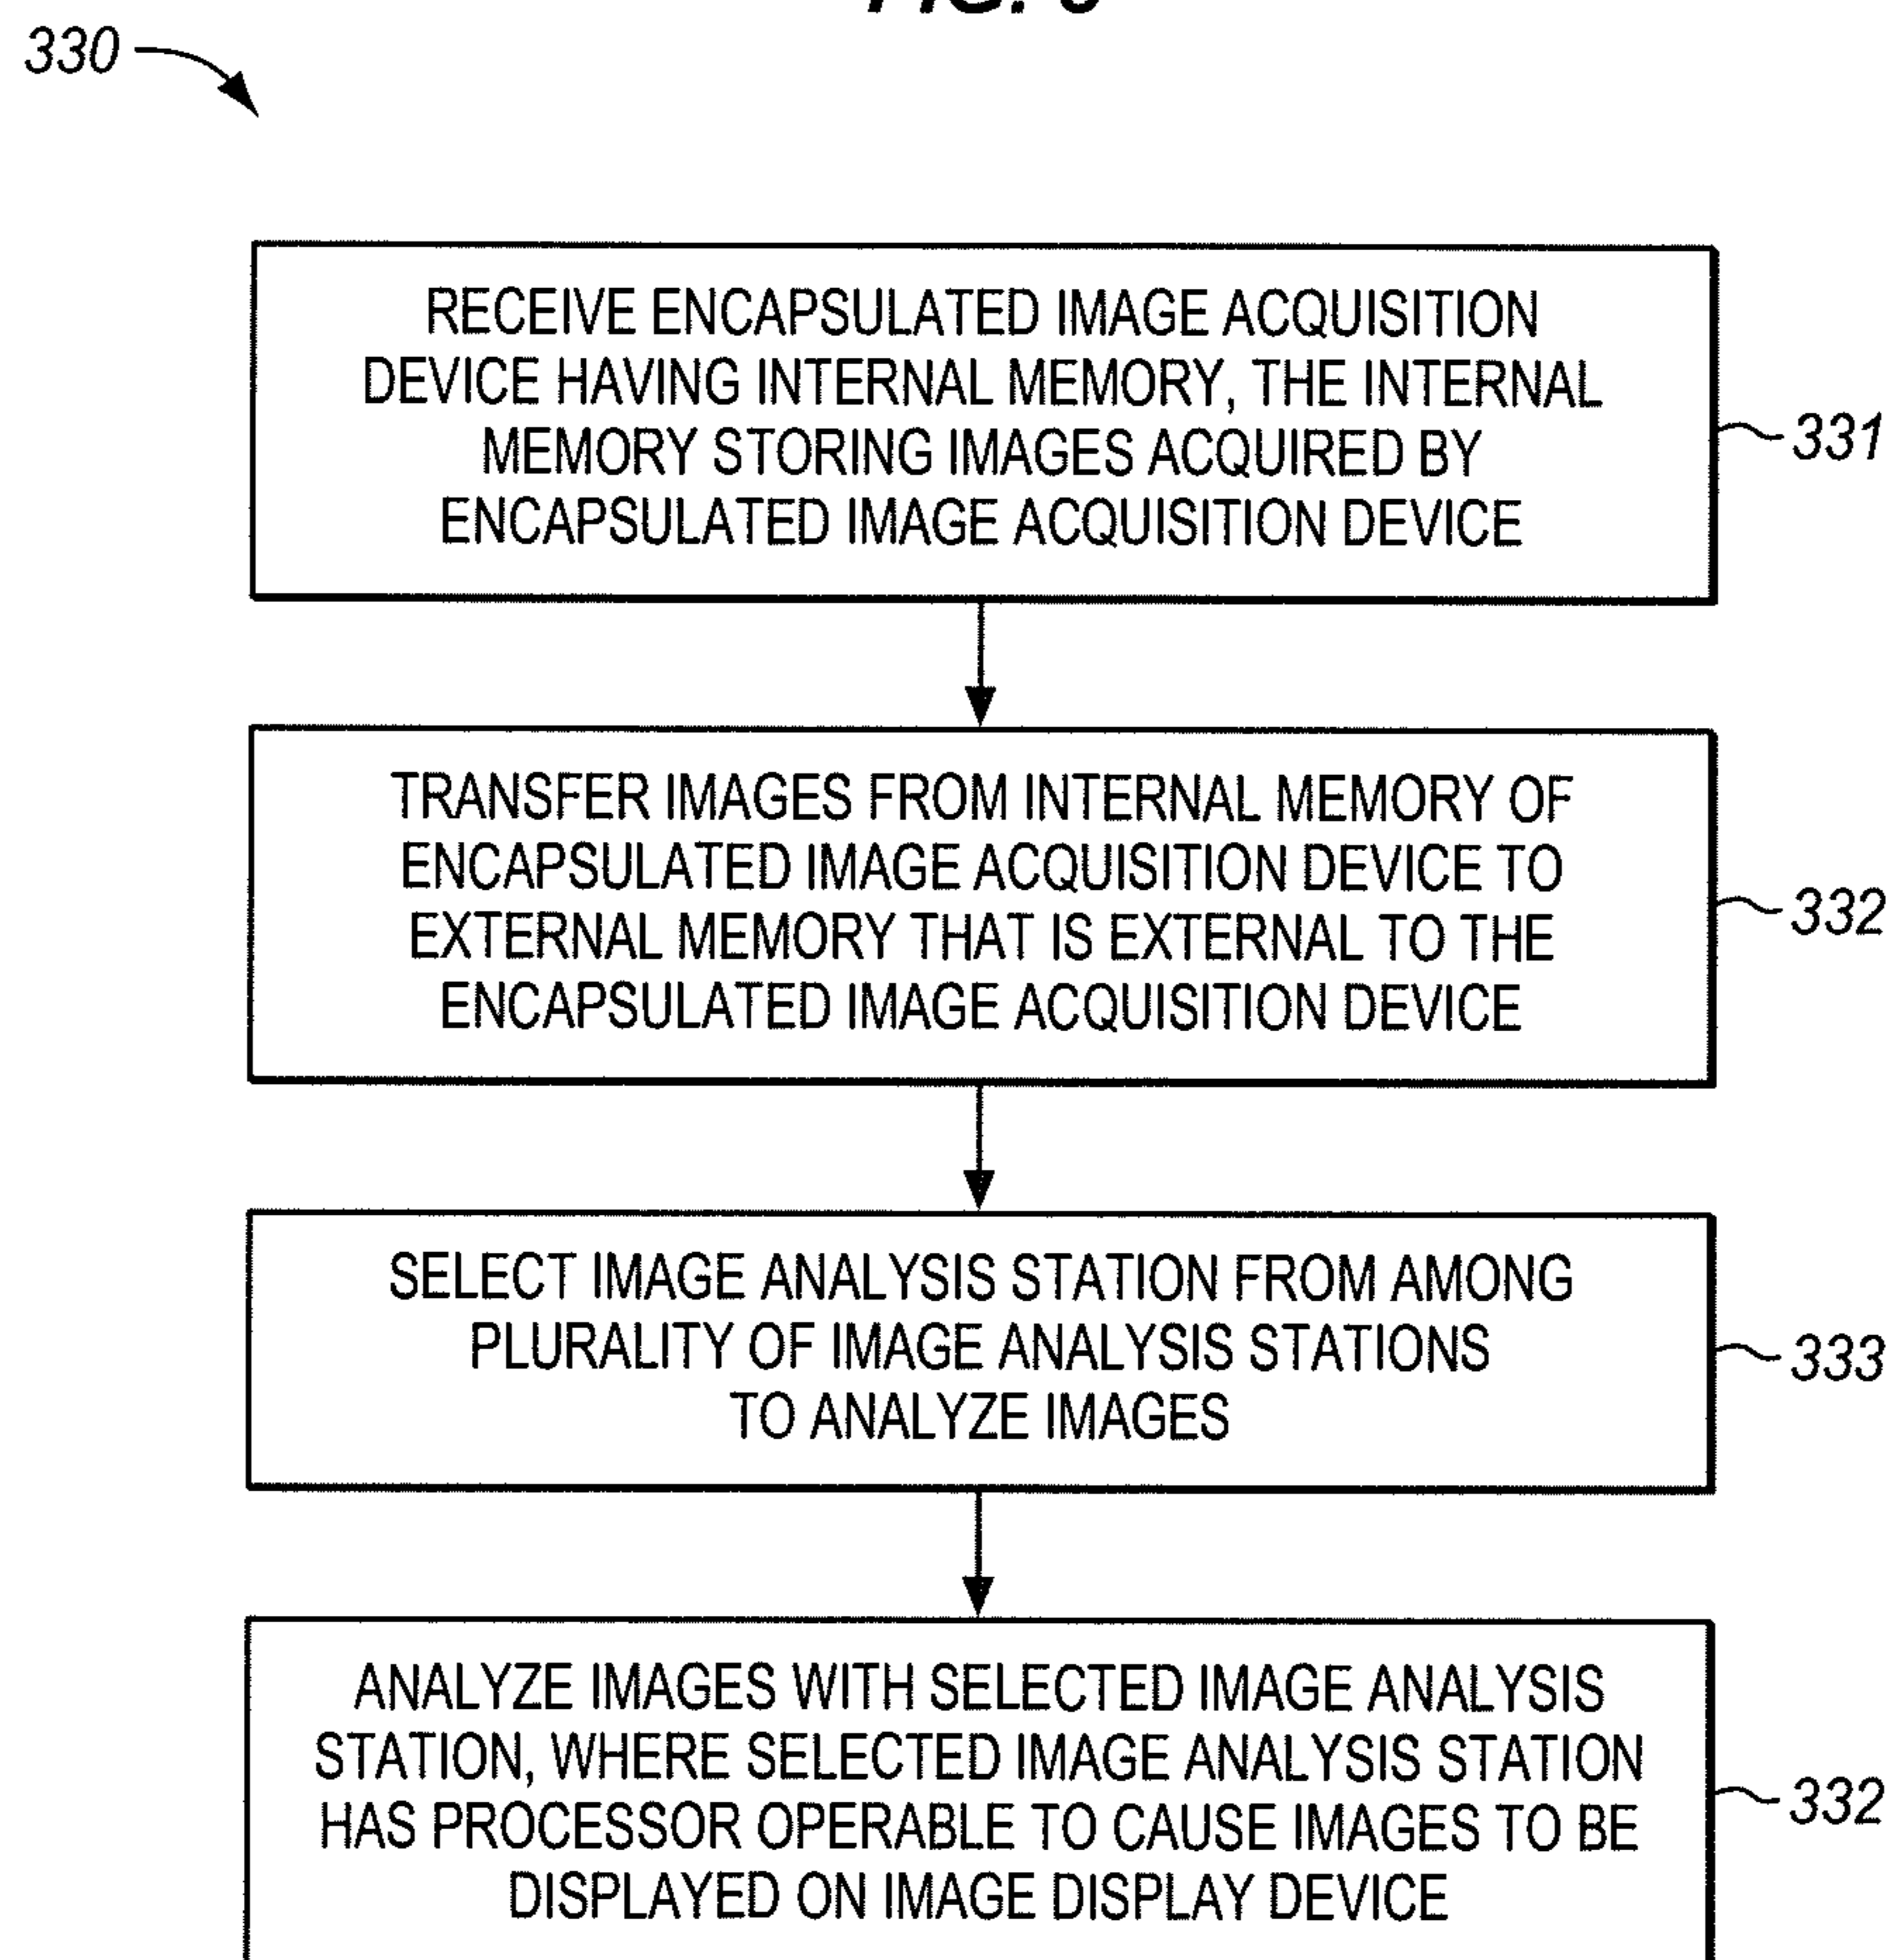 FIG.
330
RECEIVE ENCAPSULATED IMAGE ACQUISITION
DEVICE HAVING INTERNAL MEMORY, THE INTERNAL
MEMORY STORING IMAGES ACQUIRED BY
ENCAPSULATED IMAGE ACQUISITION DEVICE
331
TRANSFER IMAGES FROM INTERNAL MEMORY OF
ENCAPSULATED IMAGE ACQUISITION DEVICE TO
EXTERNAL MEMORY THAT IS EXTERNAL TO THE
ENCAPSULATED IMAGE ACQUISITION DEVICE
332
SELECT IMAGE ANALYSIS STATION FROM AMONG
PLURALITY OF IMAGE ANALYSIS STATIONS
TO ANALYZE IMAGES
333
ANALYZE IMAGES WITH SELECTED IMAGE ANALYSIS
STATION, WHERE SELECTED IMAGE ANALYSIS STATION
HAS PROCESSOR OPERABLE TO CAUSE IMAGES TO BE
DISPLAYED ON IMAGE DISPLAY DEVICE
332